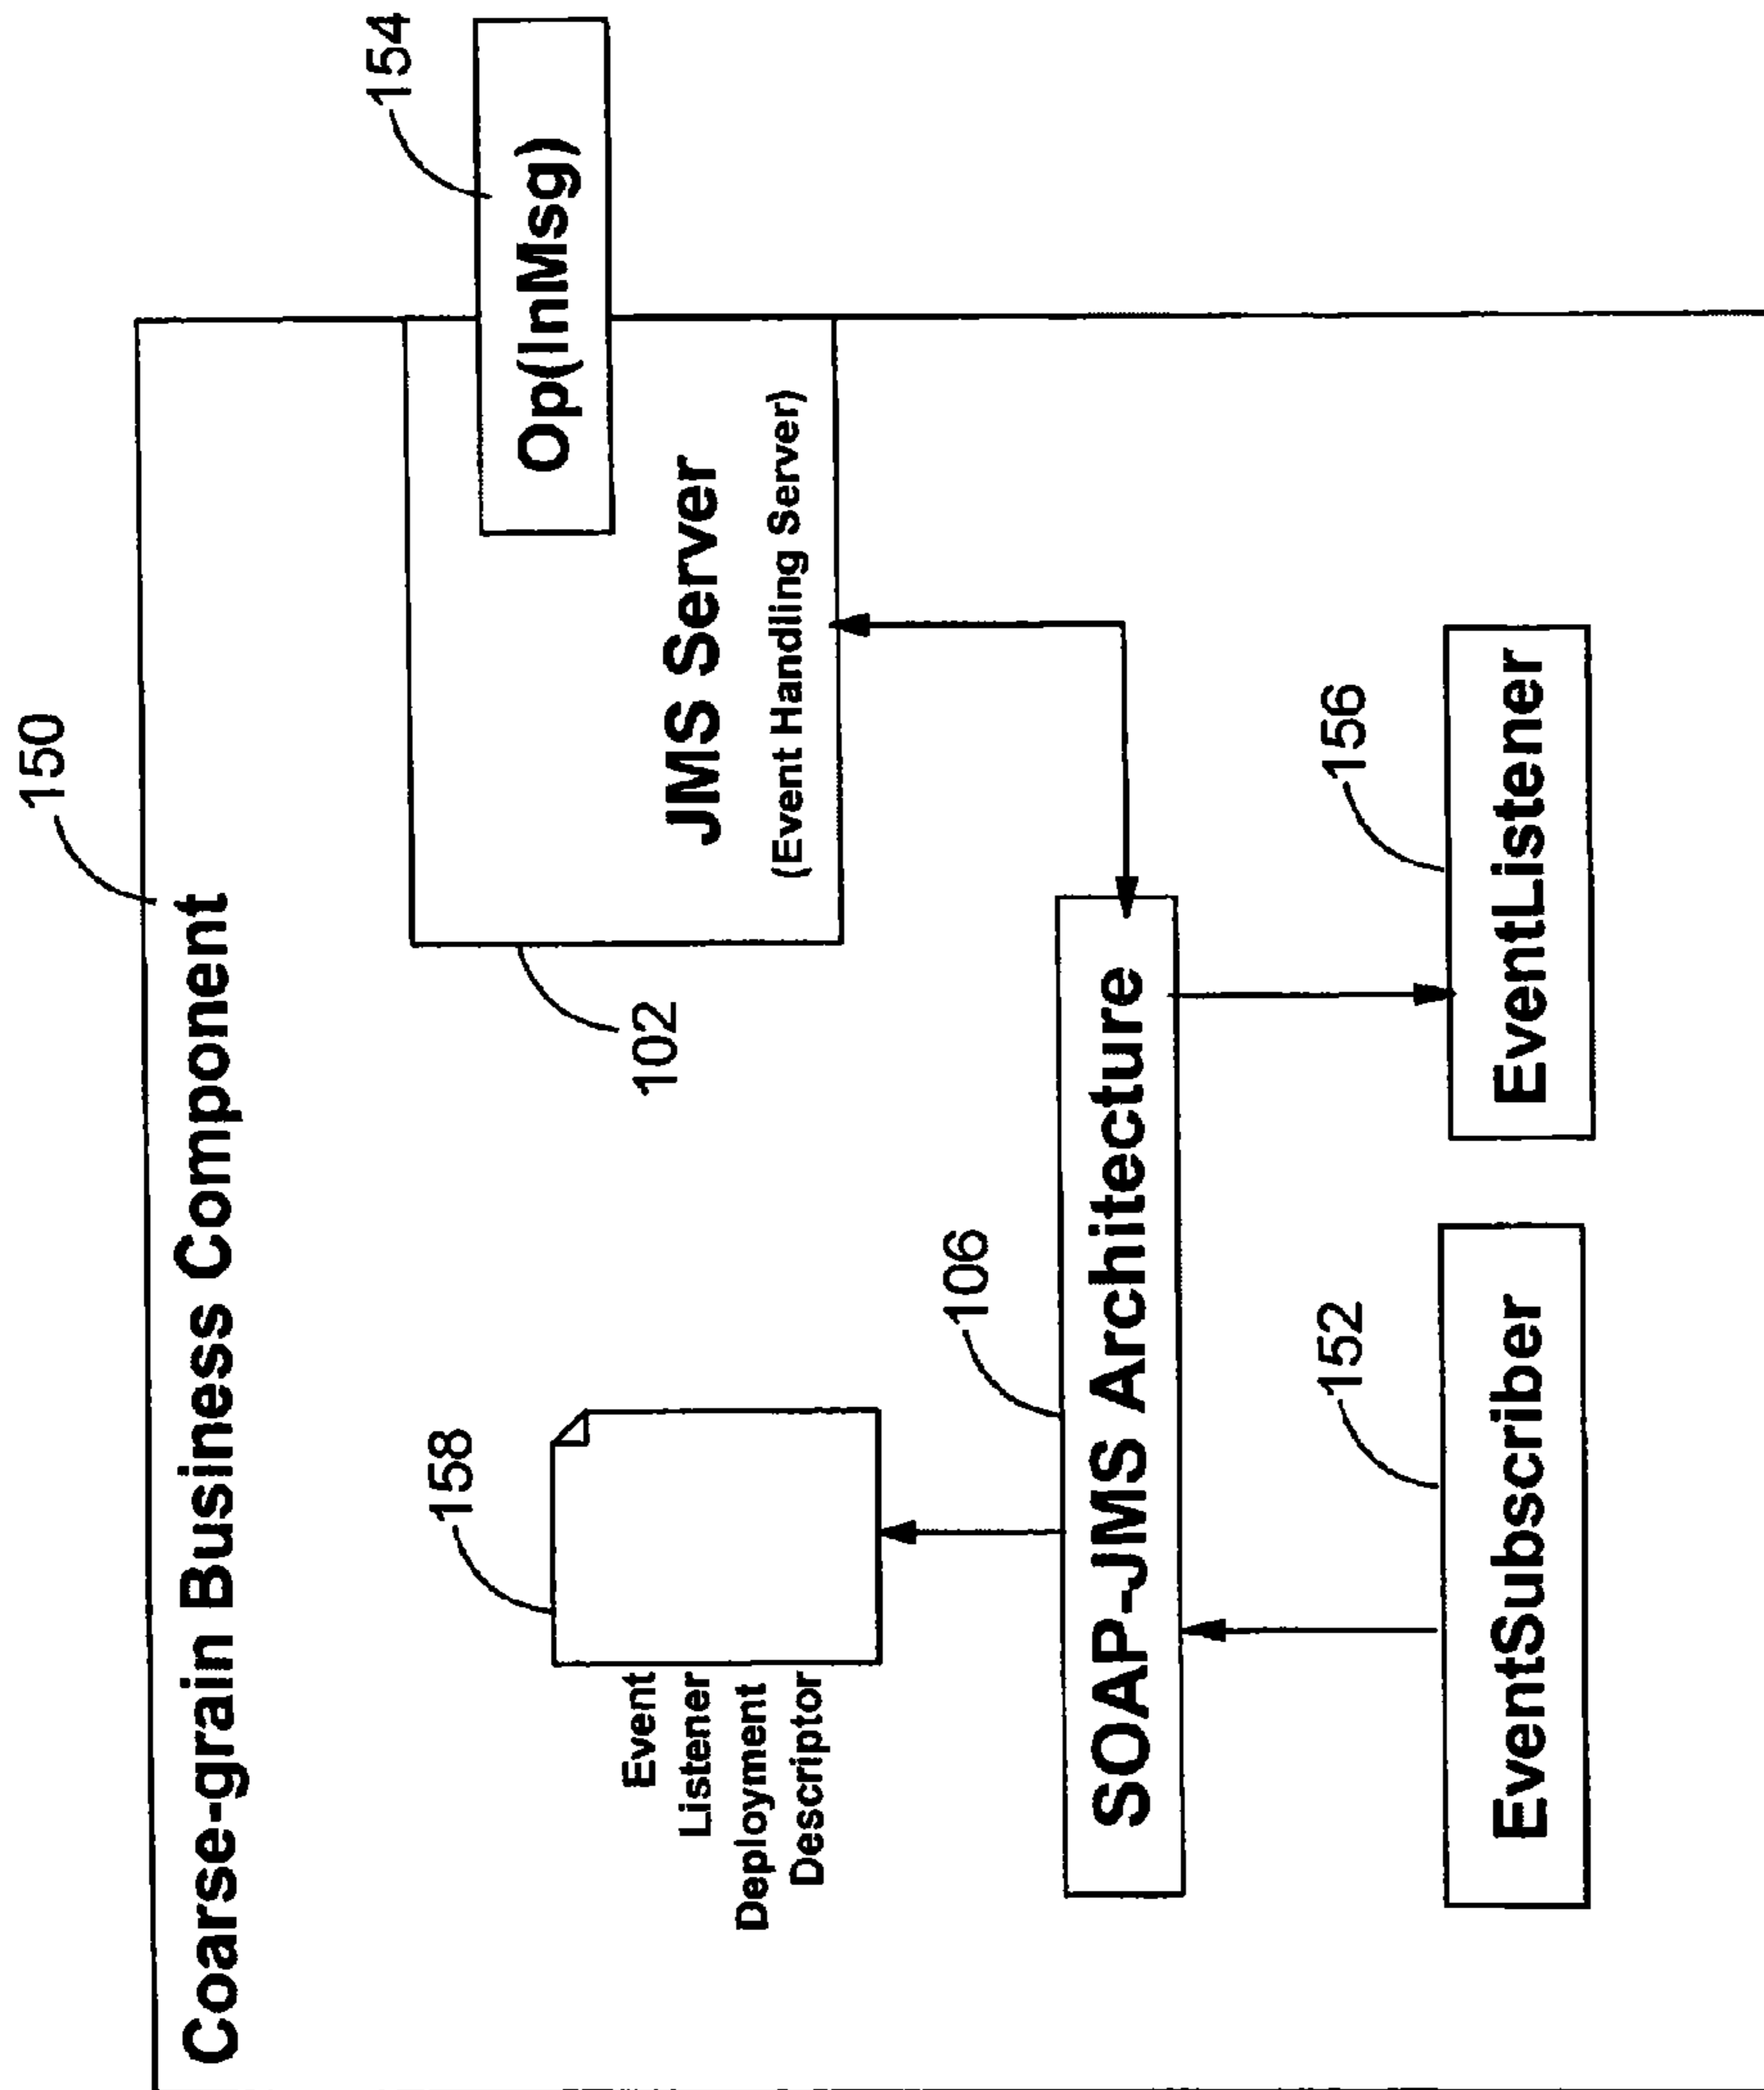 150
Coarse-grain Business Component
154
Op(InMsg)
JMS Server
(Event Handling Server)
102
158
Event
Listener
Deployment
Descriptor
106
SOAP-JMS Architecture
152
EventSubscriber
156
EventListener